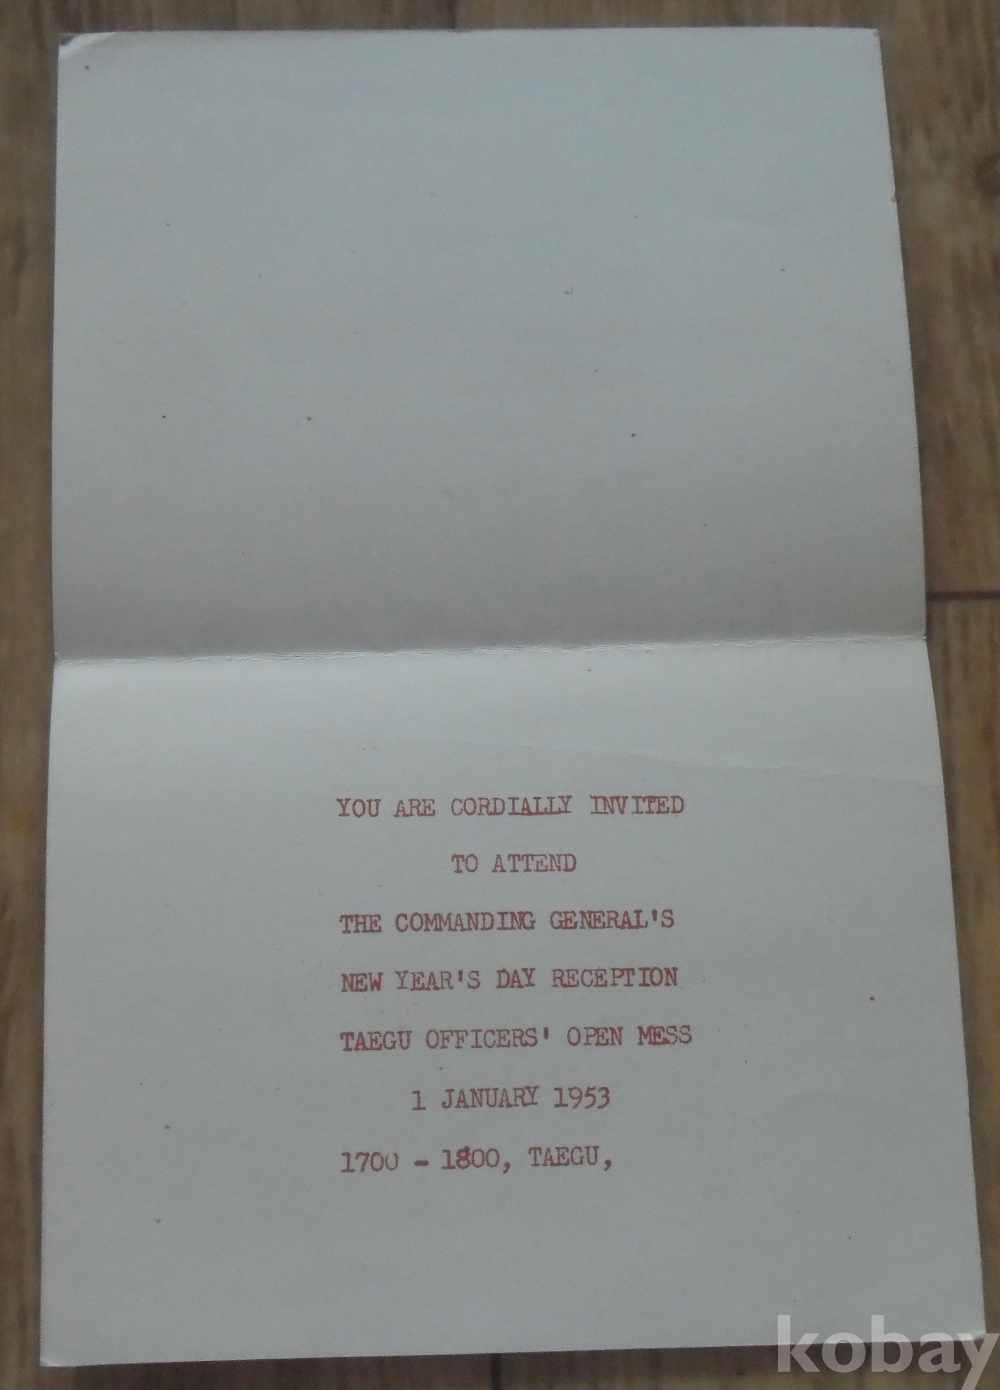 YOU ARE CORDIALLY INVITED
TO ATTEND
THE COMMANDING GENERAL'S
NEW YEAR'S DAY RECEPTION
TAEGU OFFICERS' OPEN MESS
1 JANUARY 1953
1700 - 1800, TAEGU,
kobay